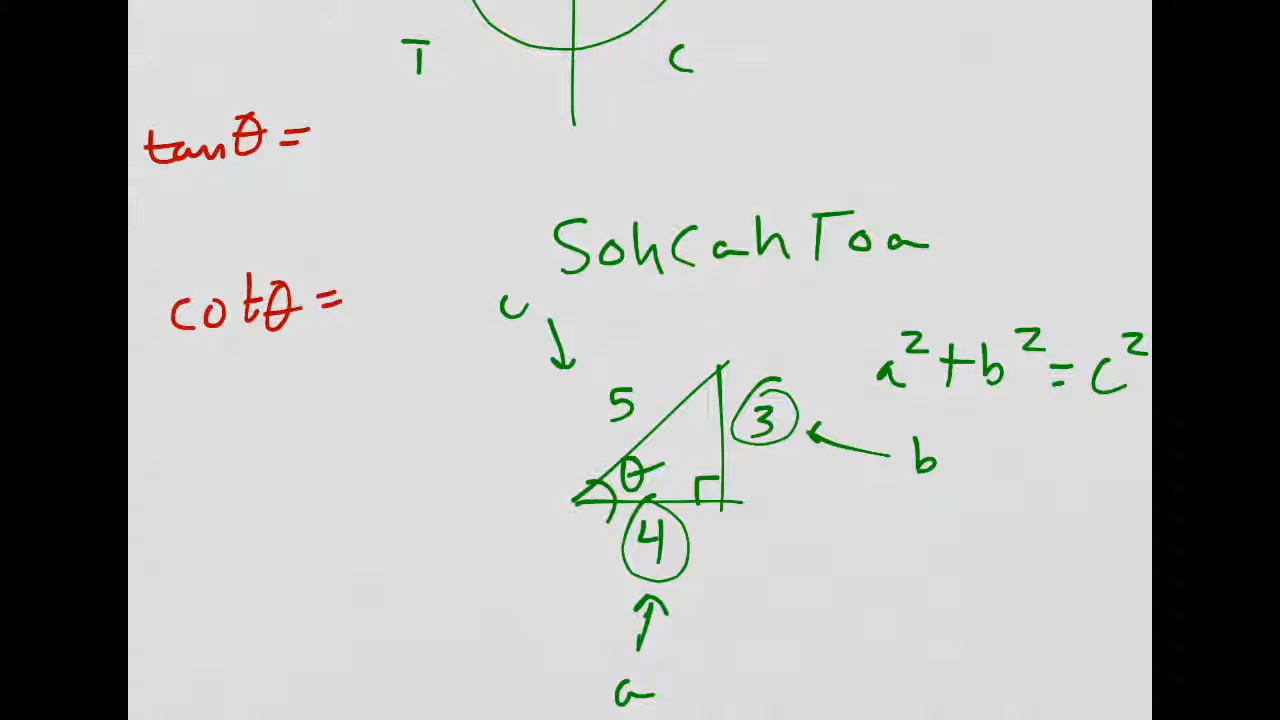 T C
tanθ=
SohCahToa
cotθ=
c
a²+b²=c²
5
3
θ
b
4
a